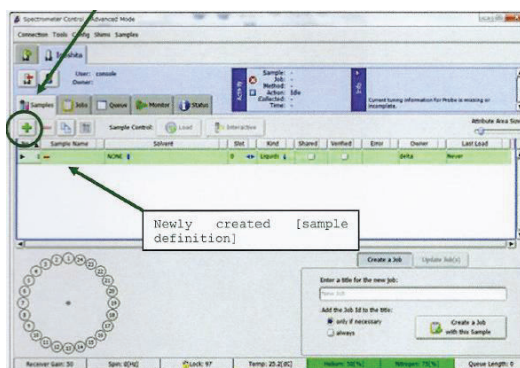 Spectrometer Control - Advanced Mode
Connection Tools Config Shims Samples
User: console
Owner:
Sample: -
Job: -
Method: -
Action: Idle
Collected: -
Time: -
Current tuning information for Probe is missing or
incomplete.
Samples Jobs Queue Monitor Status
Sample Control: Load Interactive
Attribute Area Size
Sample Name Solvent Slot Kind Shared Verified Error Owner Last Load
1 NONE 0 Liquids delta Never
Newly created [sample
definition]
Create a Job Update Job(s)
Enter a title for the new job:
New Job
Add the Job Id to the title:
only if necessary
always
Create a Job
with this Sample
Receiver Gain: 50 Spin: 0[Hz] Lock: 97 Temp: 25.2[dC] Helium: 50[%] Nitrogen: 75[%] Queue Length: 0